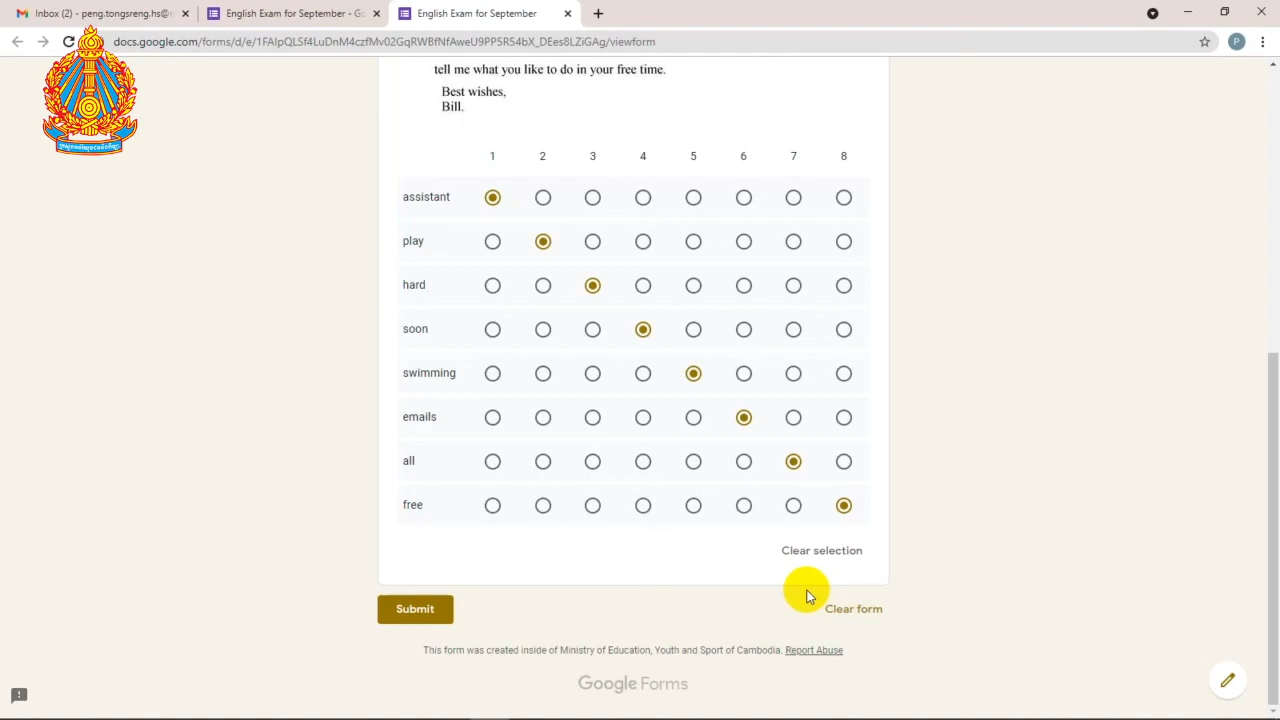 Inbox (2) - peng.tongsreng.hs@
English Exam for September - Go
English Exam for September
docs.google.com/forms/d/e/1FAIpQLSf4LuDnM4czfMv02GqRWBfNfAweU9PP5R54bX_DEes8LZiGAg/viewform
P
tell me what you like to do in your free time.
Best wishes,
Bill.
1 2 3 4 5 6 7 8
assistant
play
hard
soon
swimming
emails
all
free
Clear selection
Submit
Clear form
This form was created inside of Ministry of Education, Youth and Sport of Cambodia. Report Abuse
Google Forms